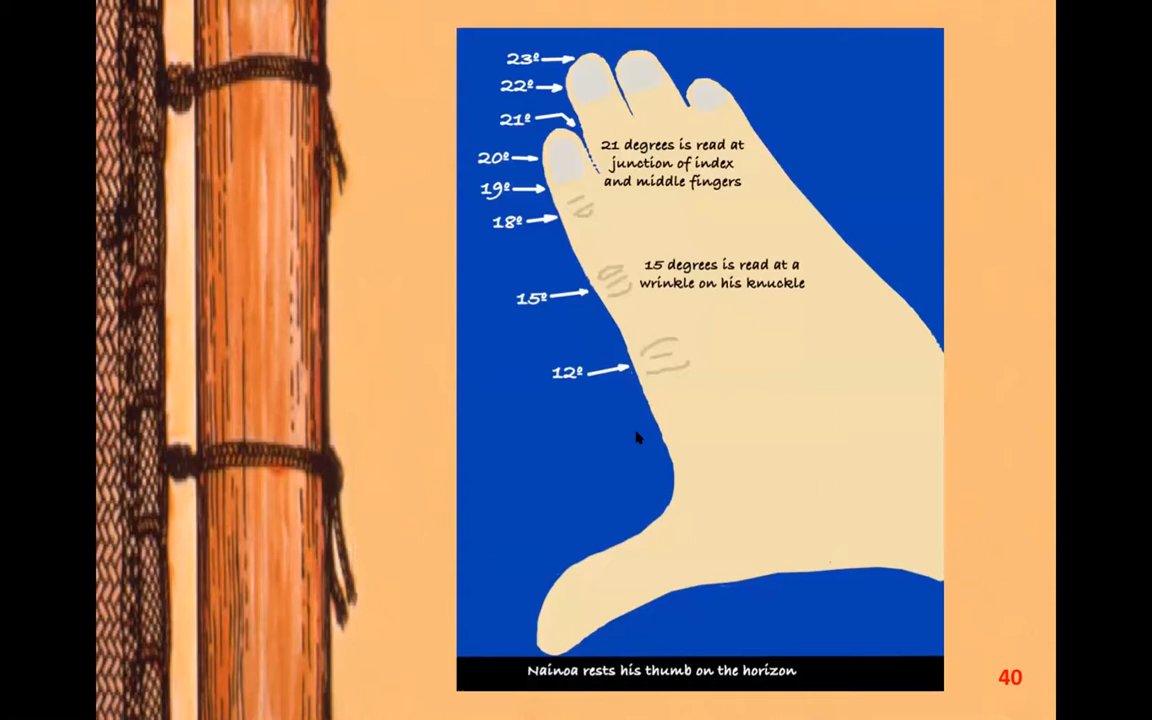 23º
22º
21º
20º
19º
18º
15º
12º
21 degrees is read at
junction of index
and middle fingers
15 degrees is read at a
wrinkle on his knuckle
Nainoa rests his thumb on the horizon
40